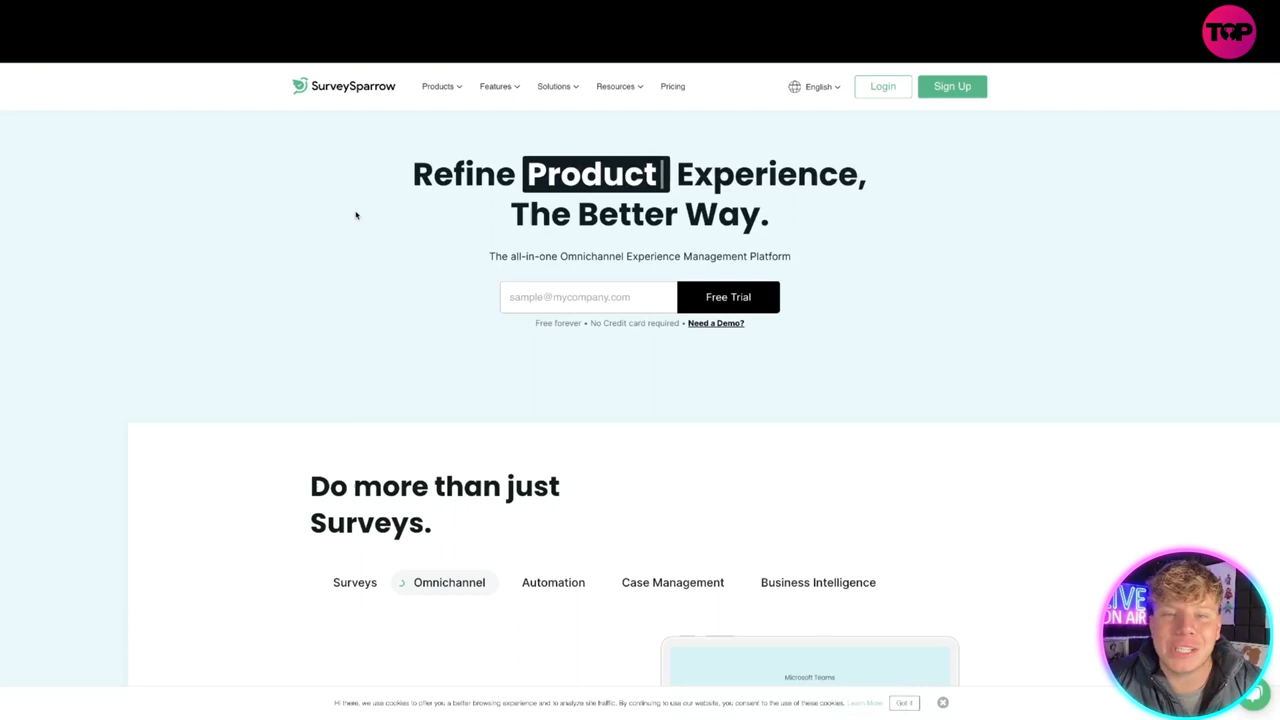 TOP
SurveySparrow Products Features Solutions Resources Pricing English Login Sign Up
Refine Product Experience,
The Better Way.
The all-in-one Omnichannel Experience Management Platform
sample@mycompany.com Free Trial
Free forever • No Credit card required • Need a Demo?
Do more than just
Surveys.
Surveys Omnichannel Automation Case Management Business Intelligence
Microsoft Teams
LIVE
ON AIR
Hi there, we use cookies to offer you a better browsing experience and to analyze site traffic. By continuing to use our website, you consent to the use of these cookies. Learn More Got it